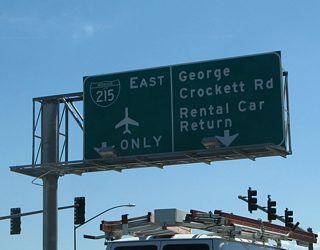 215
EAST
ONLY
George
Crockett Rd
Rental Car
Return